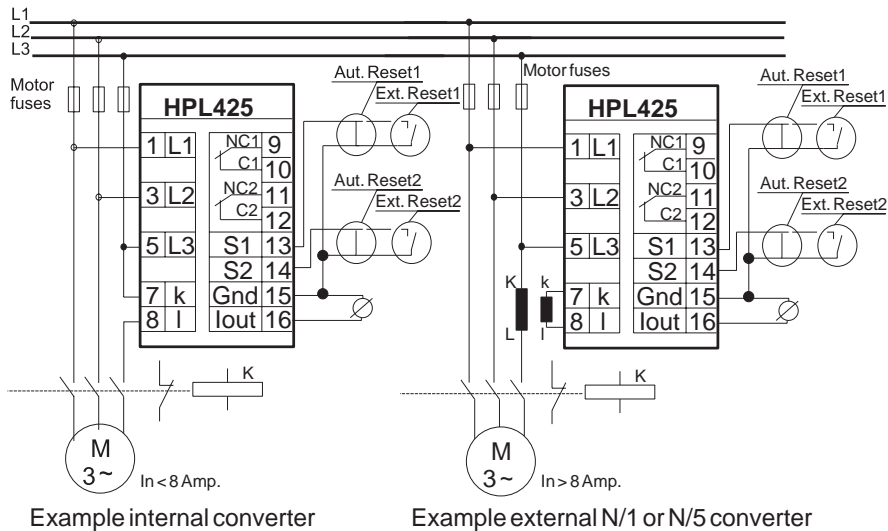 L1
L2
L3
Motor fuses
HPL425
1 L1
3 L2
5 L3
7 k
8 l
NC1 9
C1 10
NC2 11
C2 12
S1 13
S2 14
Gnd 15
Iout 16
Aut. Reset1
Ext. Reset1
Aut. Reset2
Ext. Reset2
K
M
3~
In < 8 Amp.
Example internal converter
Motor fuses
HPL425
1 L1
3 L2
5 L3
7 k
8 l
NC1 9
C1 10
NC2 11
C2 12
S1 13
S2 14
Gnd 15
Iout 16
Aut. Reset1
Ext. Reset1
Aut. Reset2
Ext. Reset2
K
L
k
l
K
M
3~
In > 8 Amp.
Example external N/1 or N/5 converter